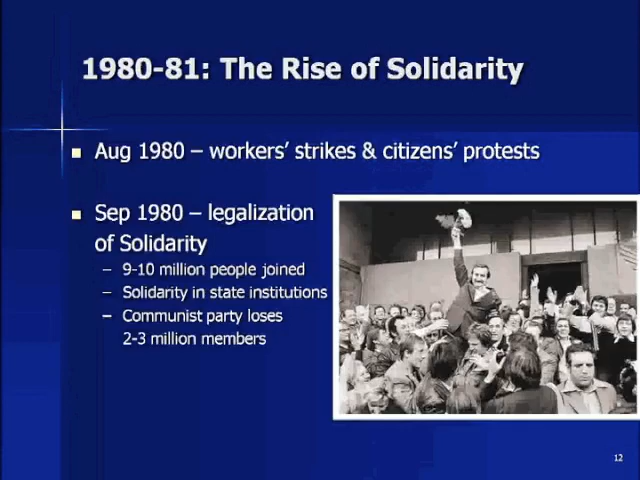 1980-81: The Rise of Solidarity
Aug 1980 – workers’ strikes & citizens’ protests
Sep 1980 – legalization
of Solidarity
– 9-10 million people joined
– Solidarity in state institutions
– Communist party loses
2-3 million members
12